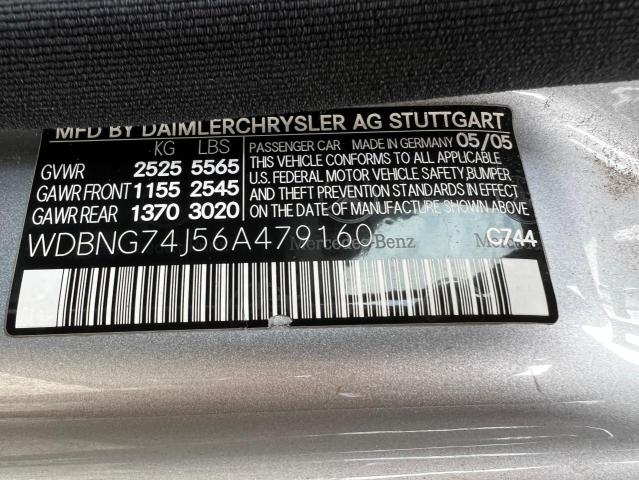 MFD BY DAIMLERCHRYSLER AG STUTTGART
KG LBS
GVWR 2525 5565
GAWR FRONT 1155 2545
GAWR REAR 1370 3020
PASSENGER CAR MADE IN GERMANY 05/05
THIS VEHICLE CONFORMS TO ALL APPLICABLE
U.S. FEDERAL MOTOR VEHICLE SAFETY,BUMPER
AND THEFT PREVENTION STANDARDS IN EFFECT
ON THE DATE OF MANUFACTURE SHOWN ABOVE
WDBNG74J56A479160 Mercedes-Benz C744